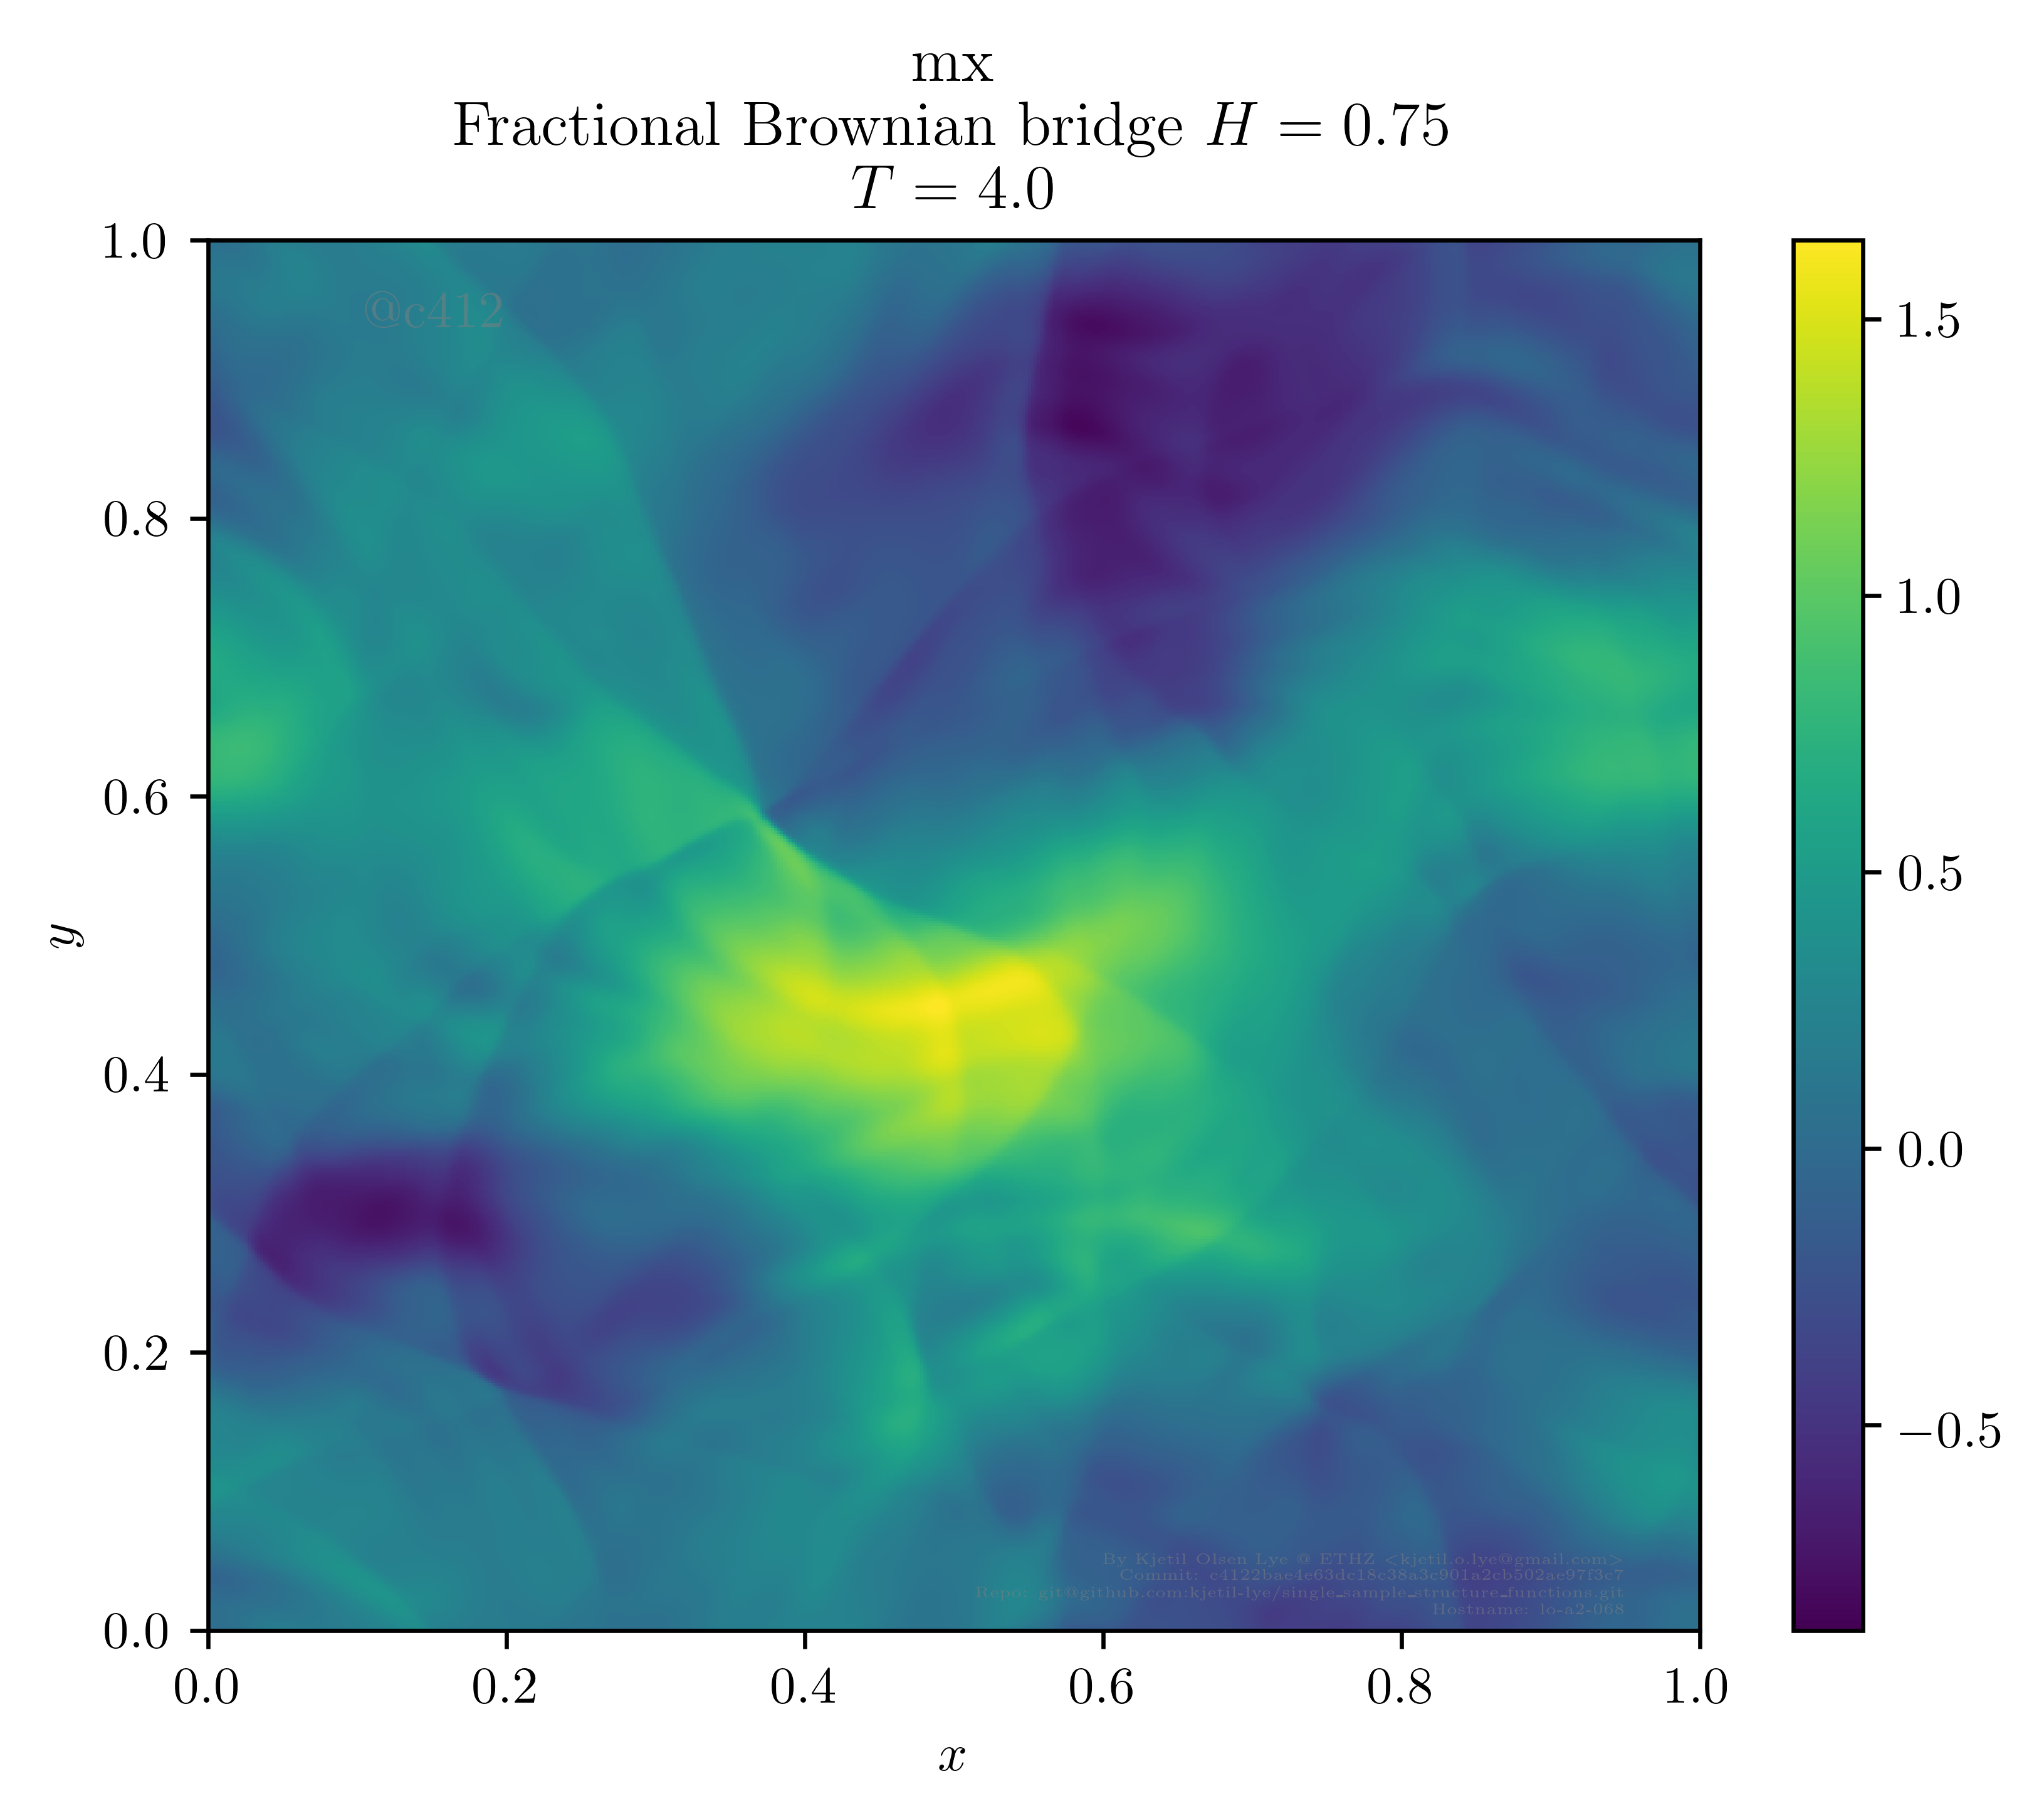 mx
Fractional Brownian bridge H = 0.75
T = 4.0
@c412
1.0
0.8
0.6
0.4
0.2
0.0
y
0.0 0.2 0.4 0.6 0.8 1.0
x
1.5
1.0
0.5
0.0
−0.5
By Kjetil Olsen Lye @ ETHZ <kjetil.o.lye@gmail.com>
Commit: c4122bae4e63dc18c38a3c901a2cb502ae97f3c7
Repo: git@github.com:kjetil-lye/single_sample_structure_functions.git
Hostname: lo-a2-068